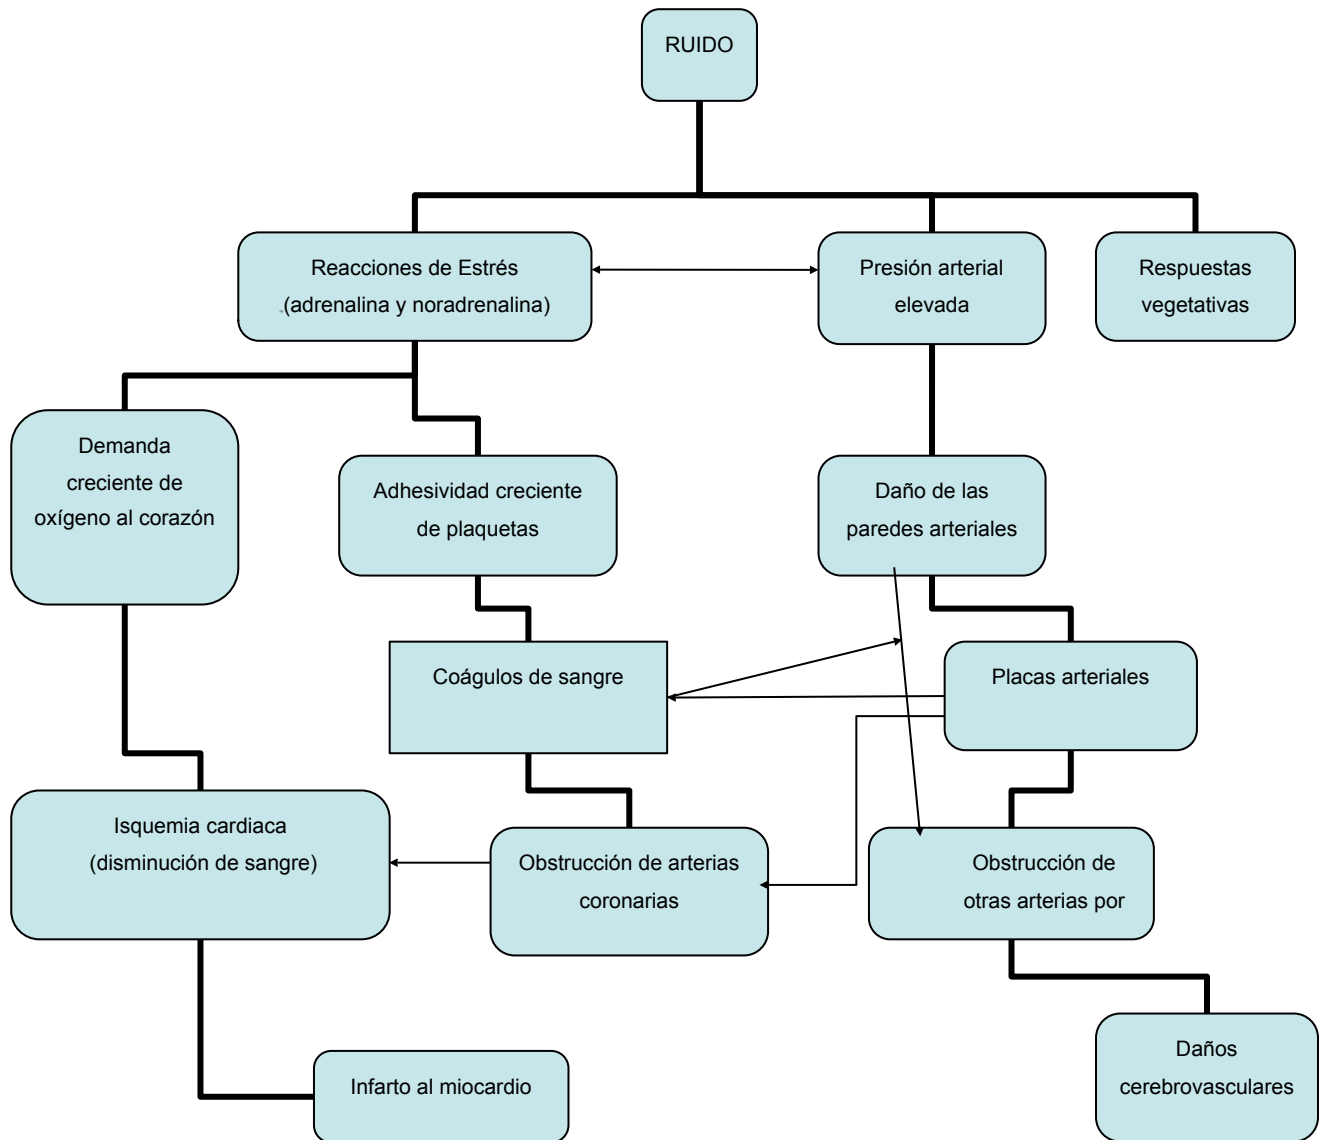 RUIDO
Reacciones de Estrés
(adrenalina y noradrenalina)
Presión arterial
elevada
Respuestas
vegetativas
Demanda
creciente de
oxígeno al corazón
Adhesividad creciente
de plaquetas
Daño de las
paredes arteriales
Coágulos de sangre
Placas arteriales
Isquemia cardiaca
(disminución de sangre)
Obstrucción de arterias
coronarias
Obstrucción de
otras arterias por
Infarto al miocardio
Daños
cerebrovasculares